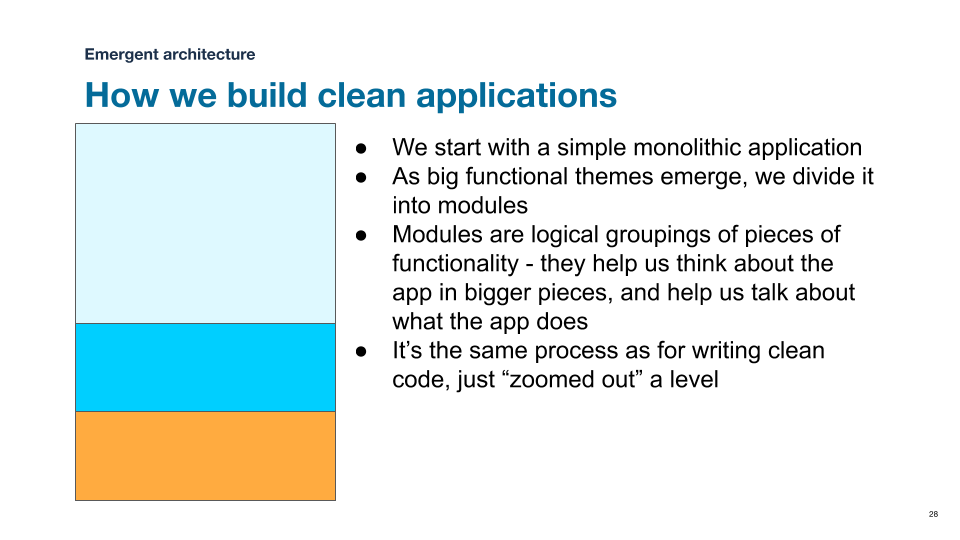 Emergent architecture
How we build clean applications
● We start with a simple monolithic application
● As big functional themes emerge, we divide it
into modules
● Modules are logical groupings of pieces of
functionality - they help us think about the
app in bigger pieces, and help us talk about
what the app does
● It’s the same process as for writing clean
code, just “zoomed out” a level
28